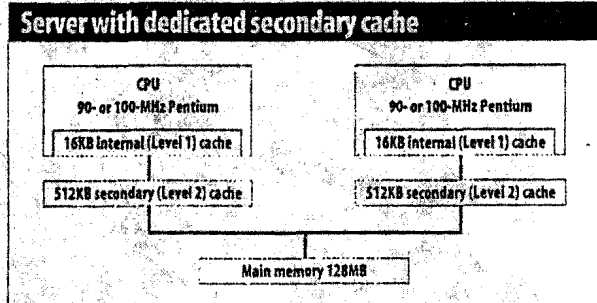 Server with dedicated secondary cache
CPU
90- or 100-MHz Pentium
16KB internal (Level 1) cache
512KB secondary (Level 2) cache
CPU
90- or 100-MHz Pentium
16KB internal (Level 1) cache
512KB secondary (Level 2) cache
Main memory 128MB